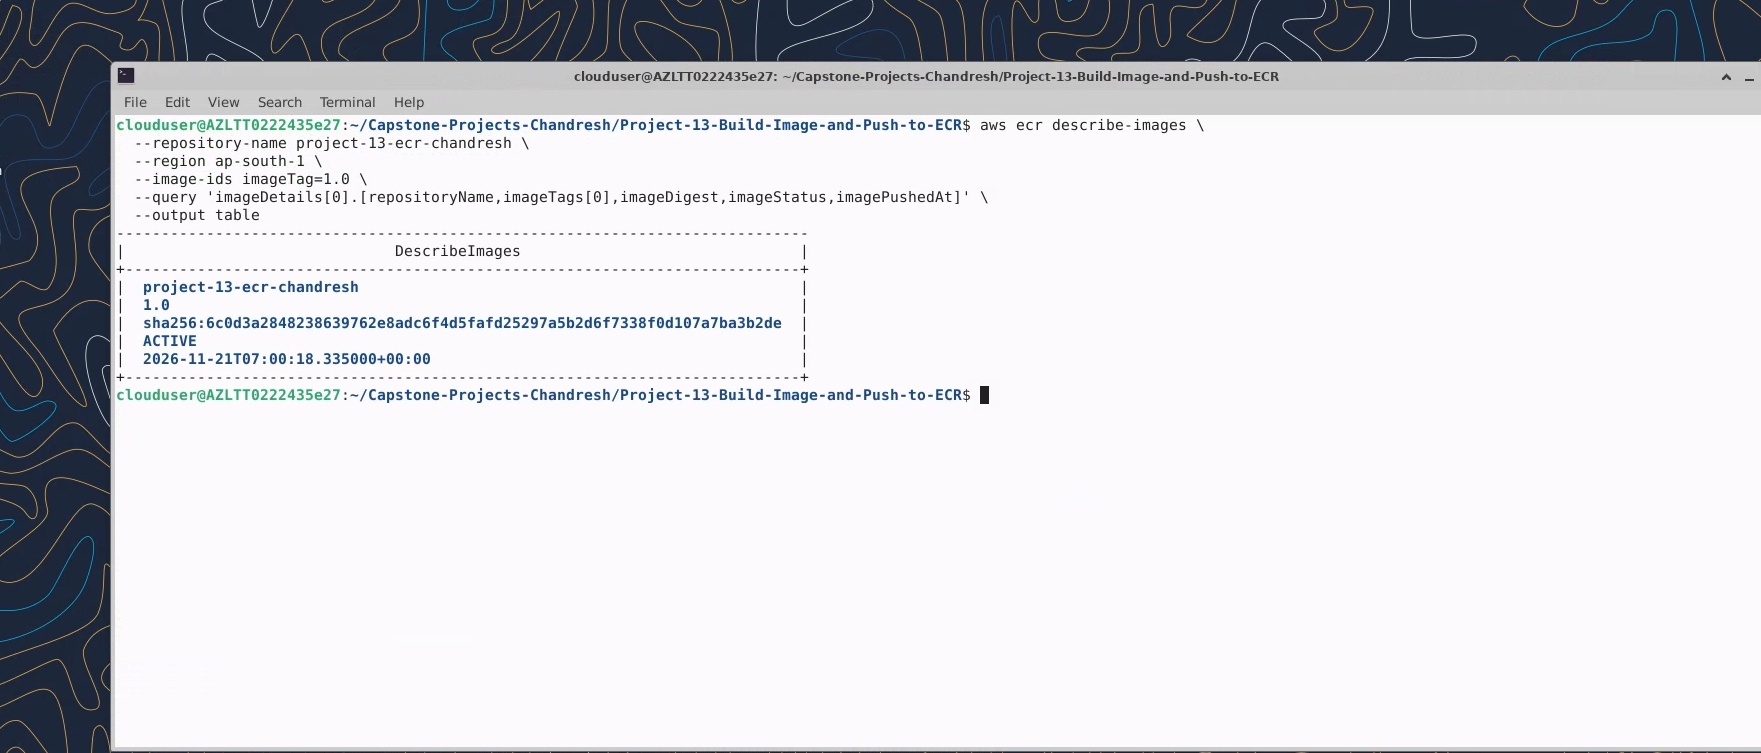 clouduser@AZLTT0222435e27: ~/Capstone-Projects-Chandresh/Project-13-Build-Image-and-Push-to-ECR
File Edit View Search Terminal Help
clouduser@AZLTT0222435e27:~/Capstone-Projects-Chandresh/Project-13-Build-Image-and-Push-to-ECR$ aws ecr describe-images \
--repository-name project-13-ecr-chandresh \
--region ap-south-1 \
--image-ids imageTag=1.0 \
--query 'imageDetails[0].[repositoryName,imageTags[0],imageDigest,imageStatus,imagePushedAt]' \
--output table
-----------------------------------------------------------------------------
|                              DescribeImages                               |
+---------------------------------------------------------------------------+
|  project-13-ecr-chandresh                                                 |
|  1.0                                                                      |
|  sha256:6c0d3a2848238639762e8adc6f4d5fafd25297a5b2d6f7338f0d107a7ba3b2de  |
|  ACTIVE                                                                   |
|  2026-11-21T07:00:18.335000+00:00                                         |
+---------------------------------------------------------------------------+
clouduser@AZLTT0222435e27:~/Capstone-Projects-Chandresh/Project-13-Build-Image-and-Push-to-ECR$